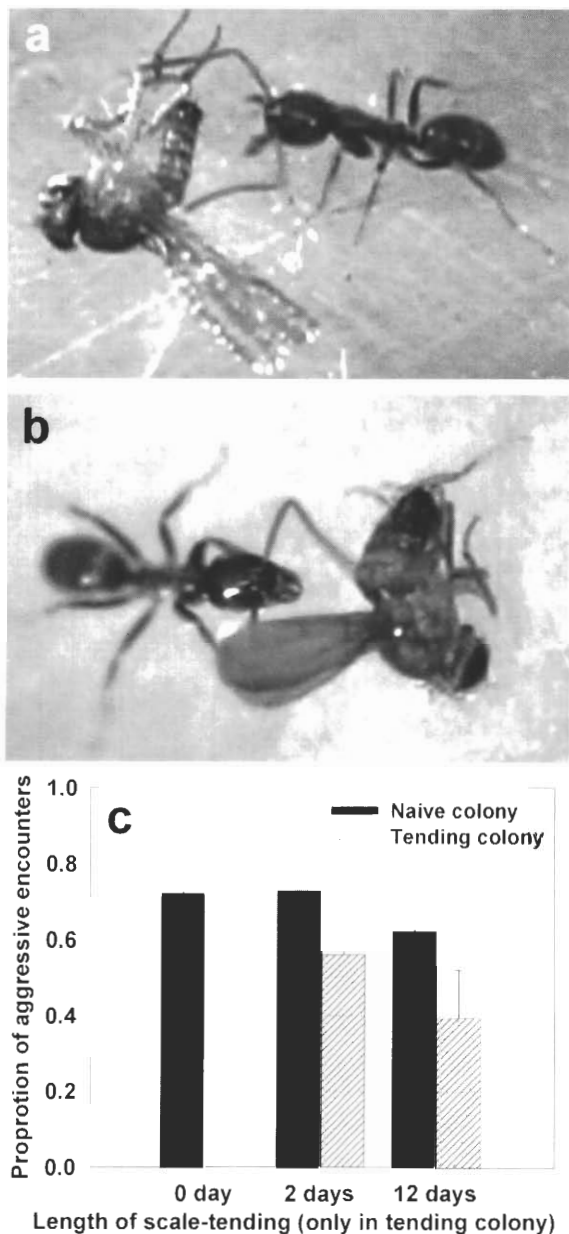 a
b
Proprotion of aggressive encounters
1.0
0.8
0.6
0.4
0.2
0.0
c
Naive colony
Tending colony
0 day
2 days
12 days
Length of scale-tending (only in tending colony)